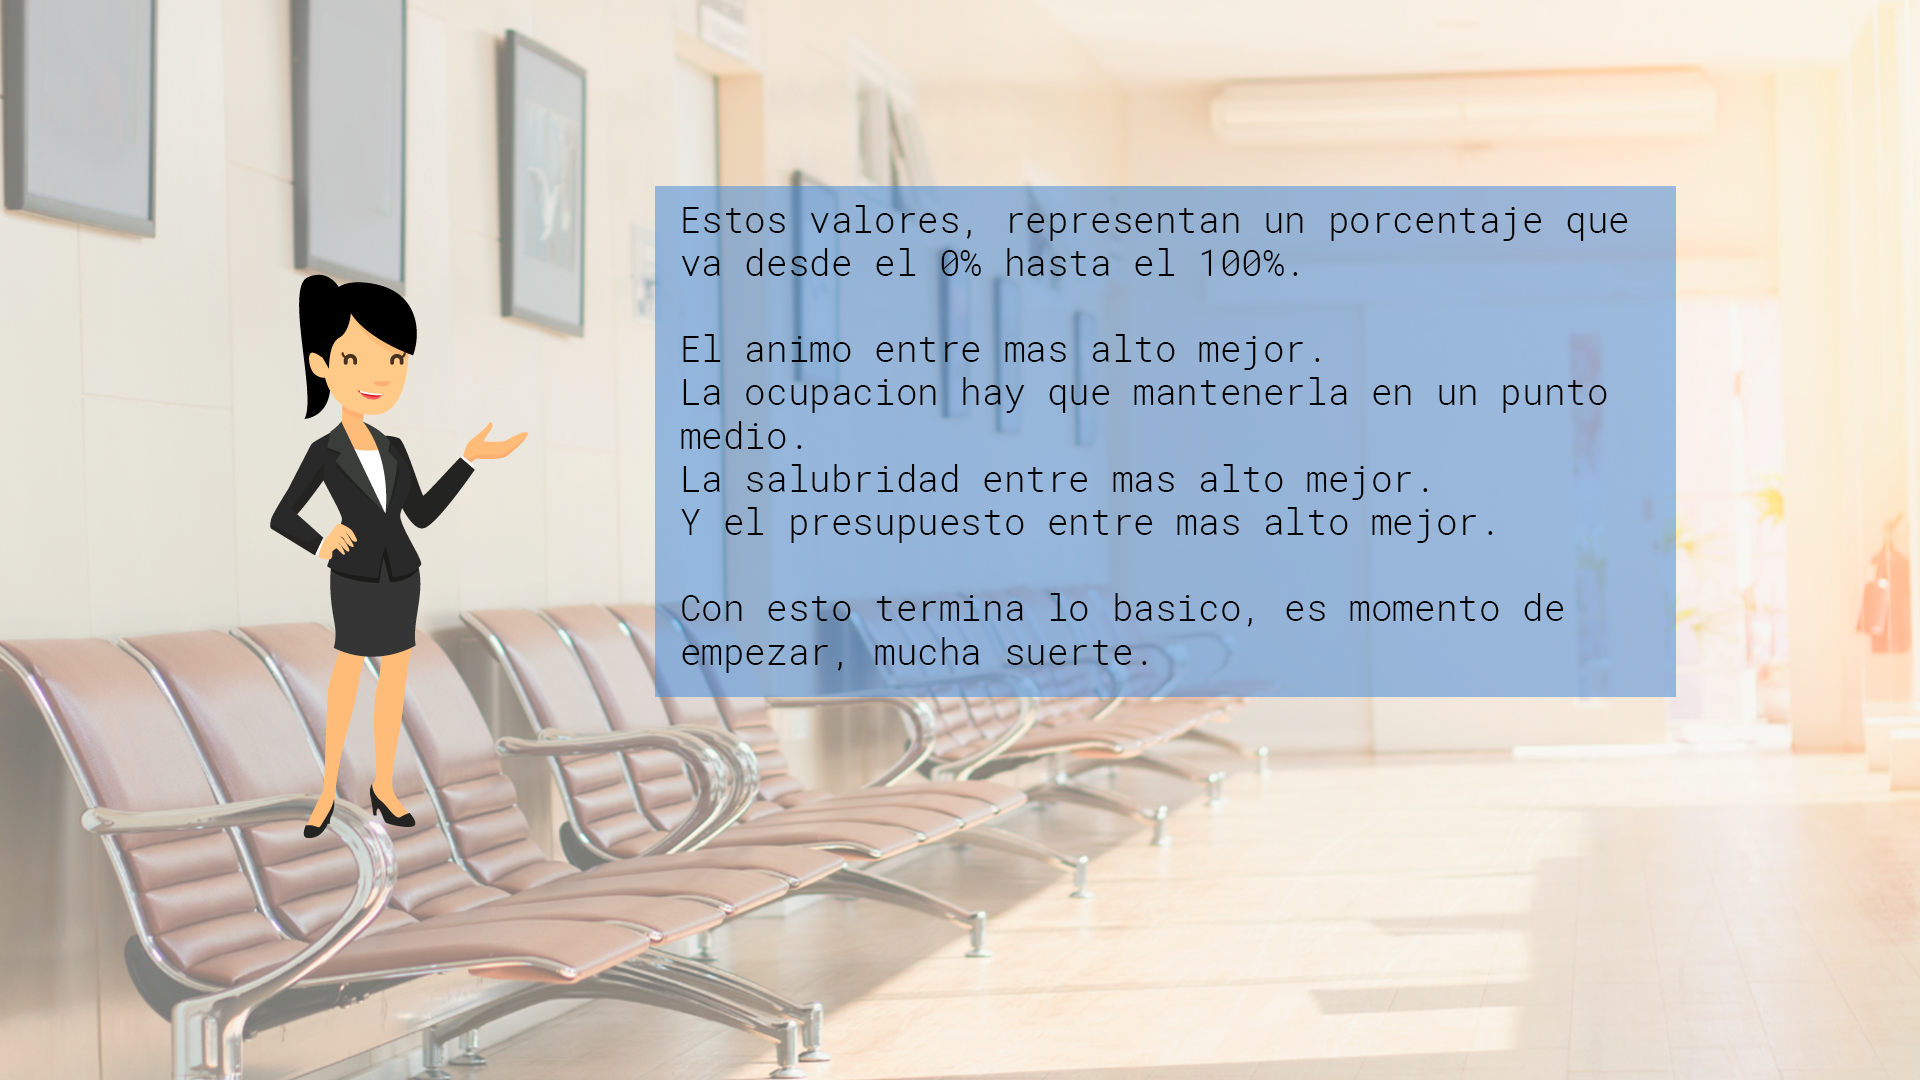 Estos valores, representan un porcentaje que
va desde el 0% hasta el 100%.
El animo entre mas alto mejor.
La ocupacion hay que mantenerla en un punto
medio.
La salubridad entre mas alto mejor.
Y el presupuesto entre mas alto mejor.
Con esto termina lo basico, es momento de
empezar, mucha suerte.